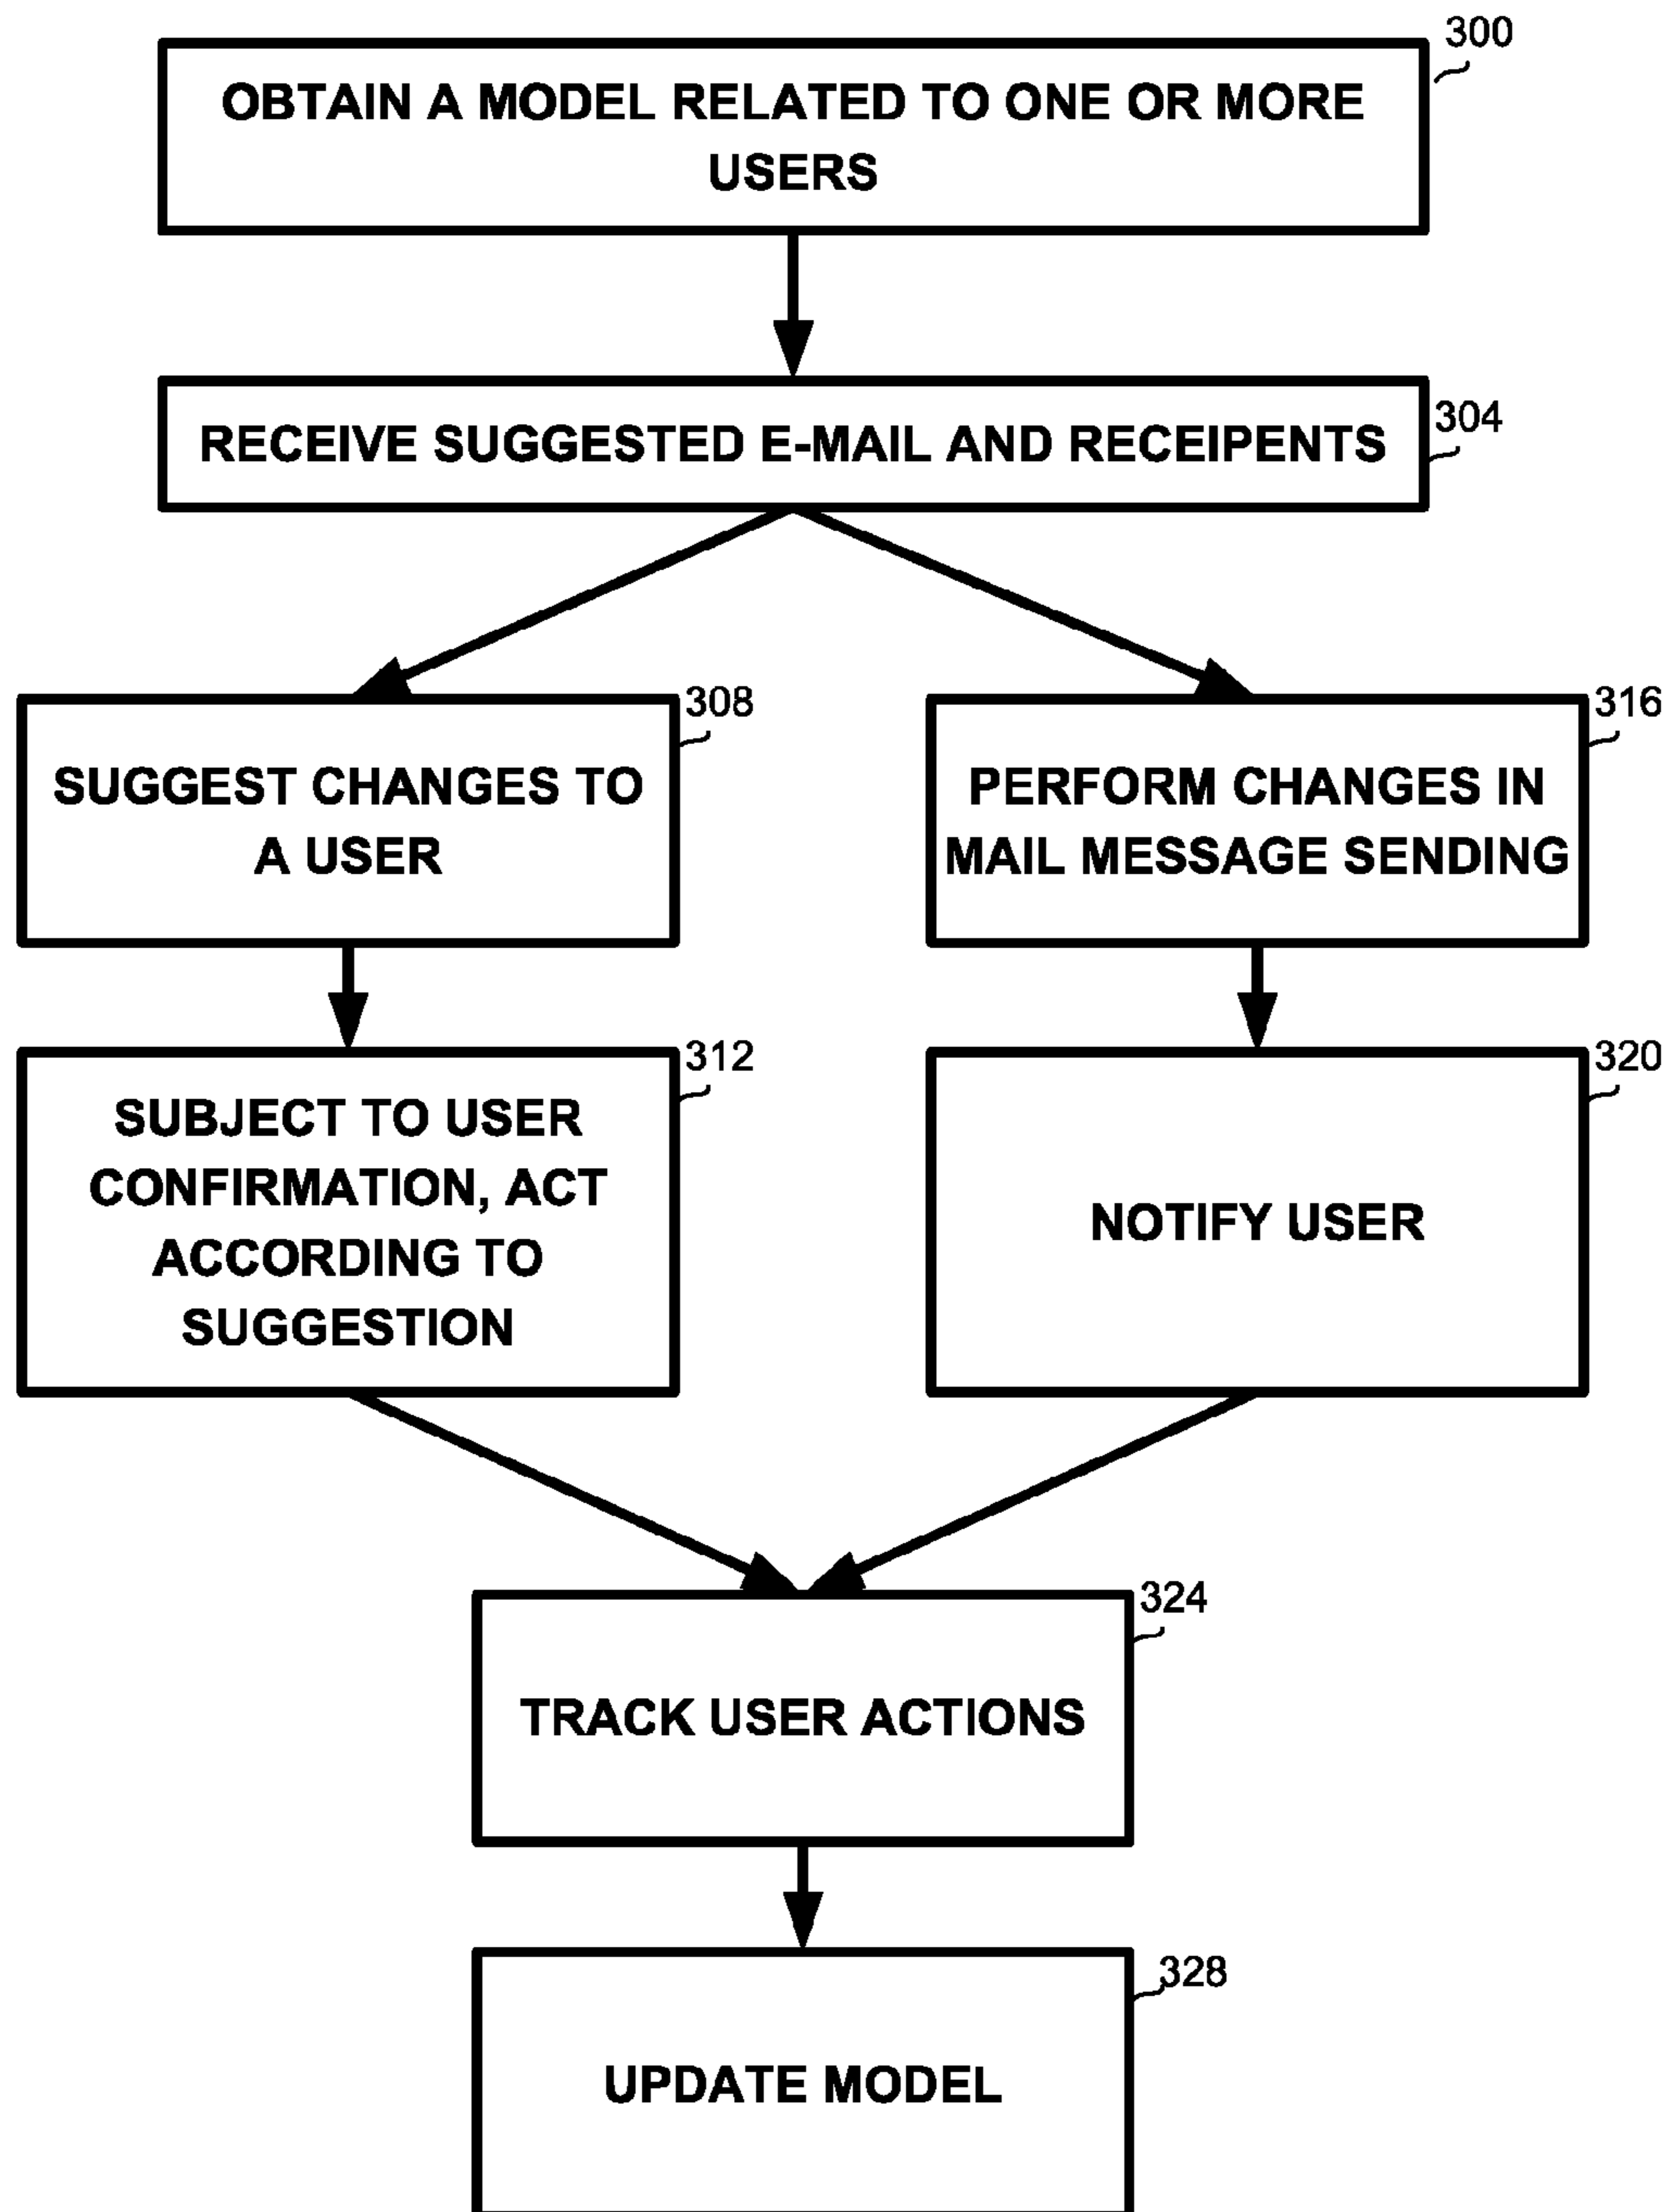 300
OBTAIN A MODEL RELATED TO ONE OR MORE
USERS
304
RECEIVE SUGGESTED E-MAIL AND RECEIPENTS
308
SUGGEST CHANGES TO
A USER
316
PERFORM CHANGES IN
MAIL MESSAGE SENDING
312
SUBJECT TO USER
CONFIRMATION, ACT
ACCORDING TO
SUGGESTION
320
NOTIFY USER
324
TRACK USER ACTIONS
328
UPDATE MODEL